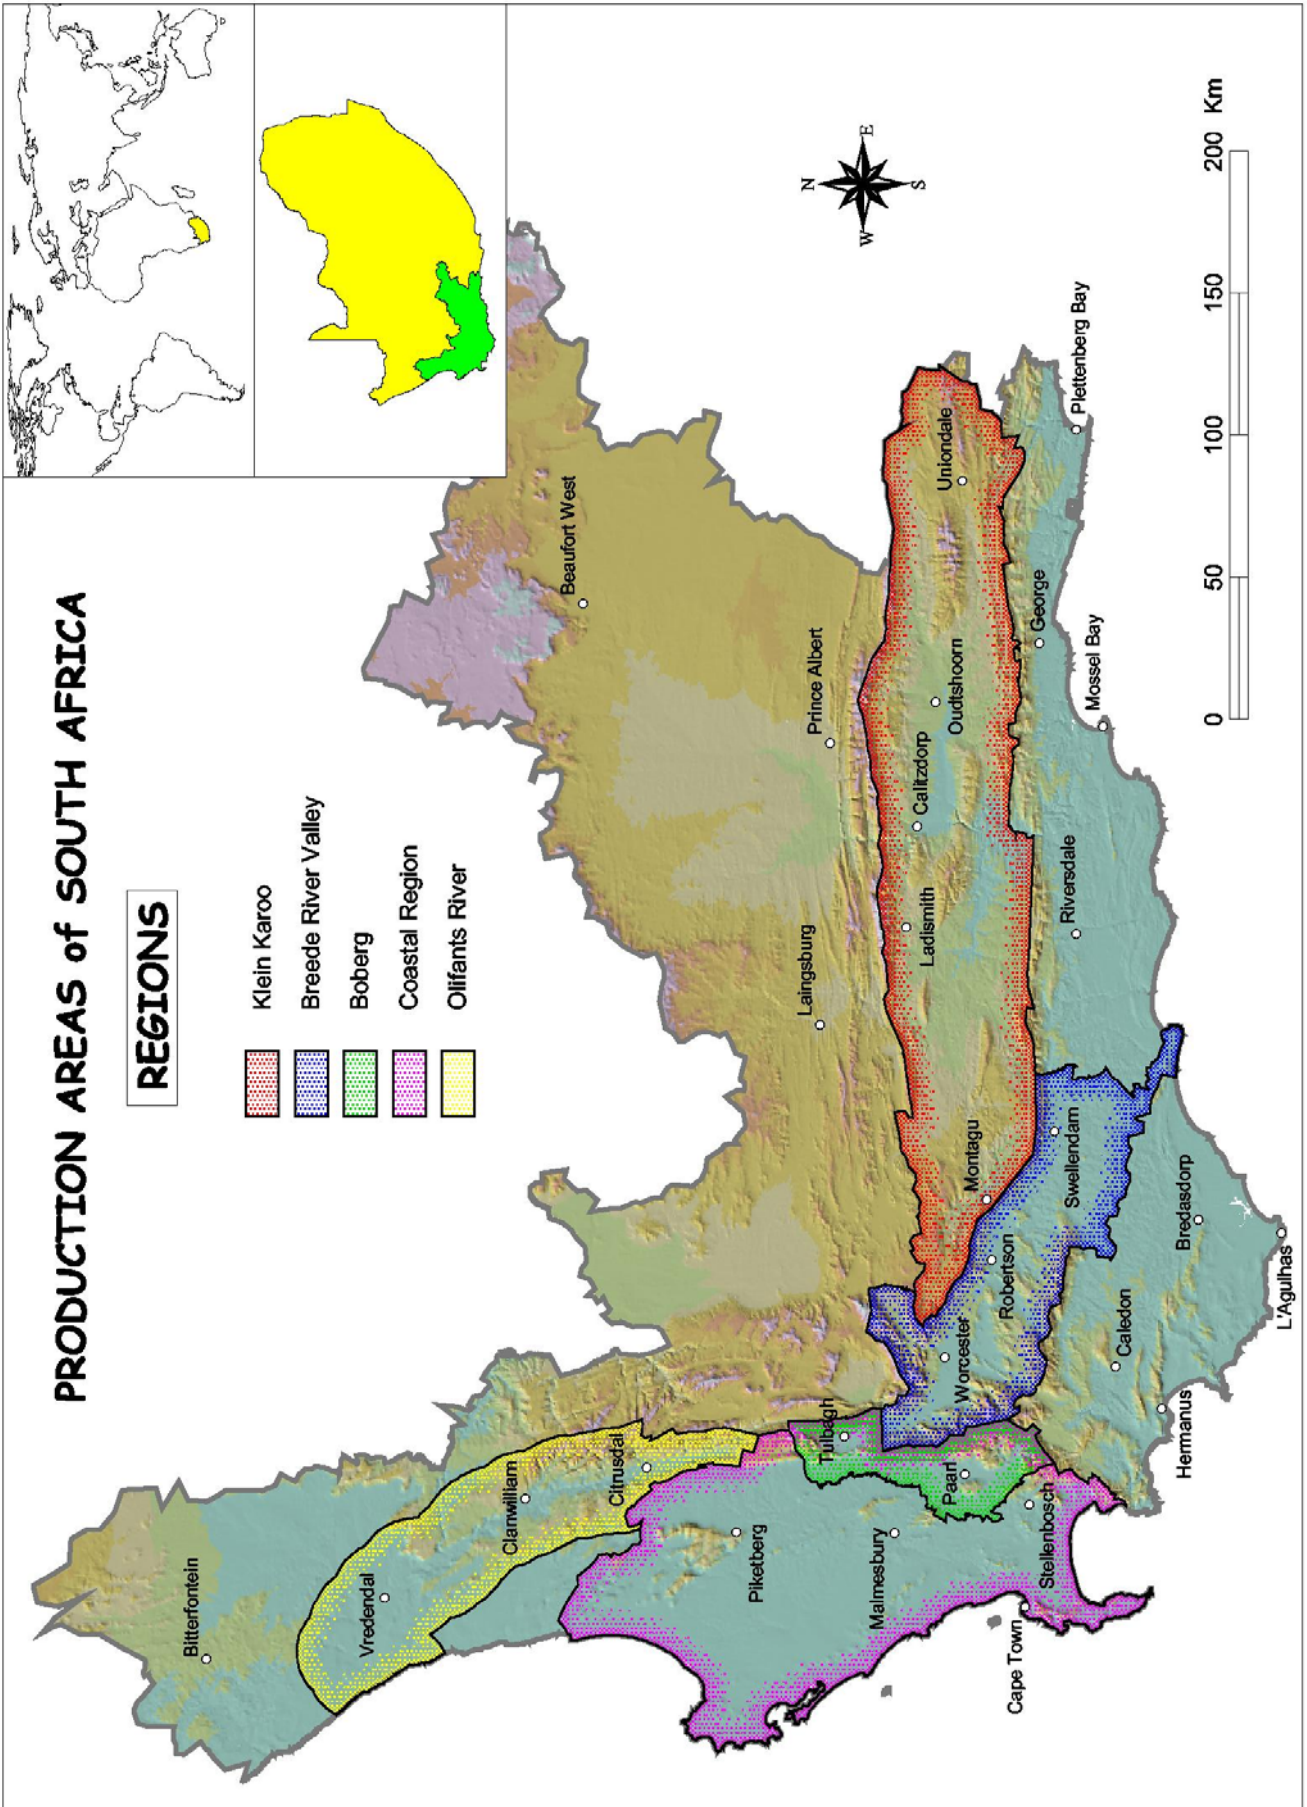 PRODUCTION AREAS of SOUTH AFRICA
REGIONS
Klein Karoo
Breede River Valley
Boberg
Coastal Region
Olifants River
N
W
E
S
Bitterfontein
Vredendal
Clanwilliam
Citrusdal
Piketberg
Malmesbury
Tulbagh
Paarl
Stellenbosch
Cape Town
Worcester
Robertson
Montagu
Swellendam
Caledon
Hermanus
Bredasdorp
L'Agulhas
Laingsburg
Prince Albert
Beaufort West
Ladismith
Calitzdorp
Oudtshoorn
Uniondale
Riversdale
Mossel Bay
George
Plettenberg Bay
0 50 100 150 200 Km